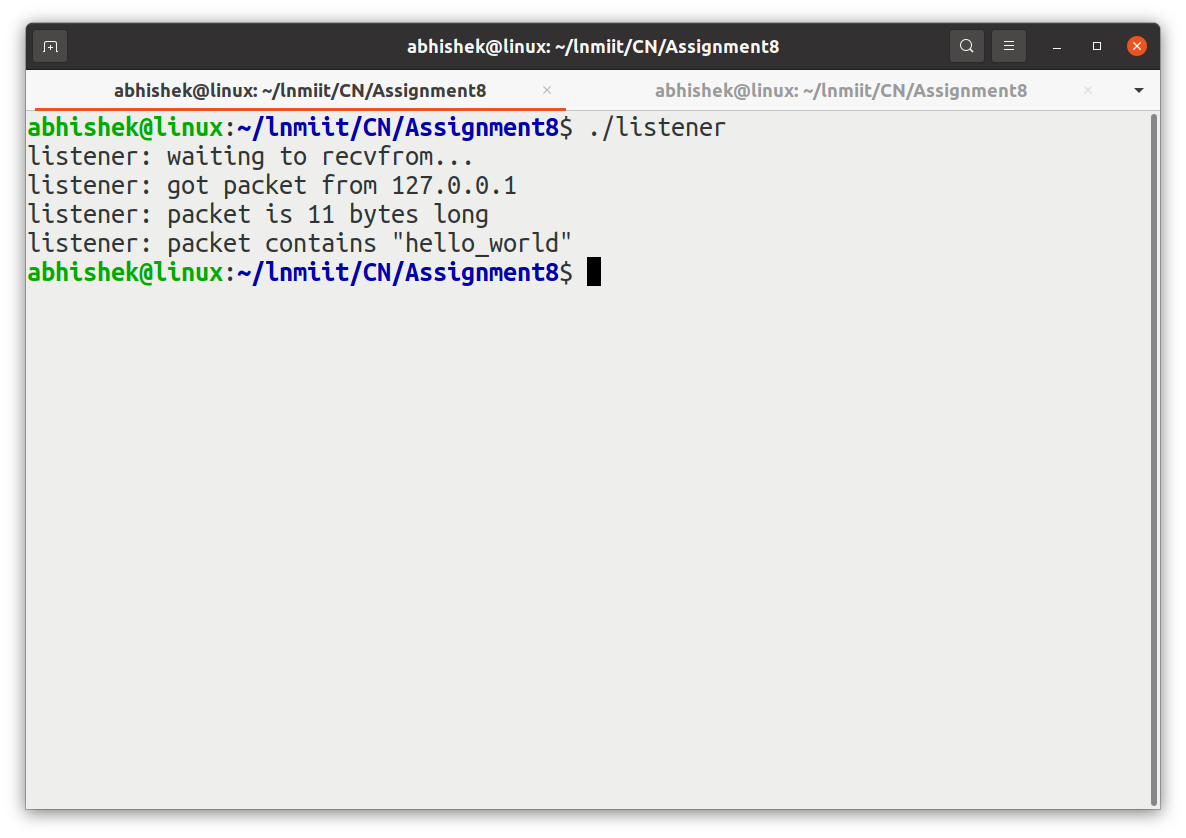 abhishek@linux: ~/lnmiit/CN/Assignment8
abhishek@linux: ~/lnmiit/CN/Assignment8
abhishek@linux: ~/lnmiit/CN/Assignment8
abhishek@linux:~/lnmiit/CN/Assignment8$ ./listener
listener: waiting to recvfrom...
listener: got packet from 127.0.0.1
listener: packet is 11 bytes long
listener: packet contains "hello_world"
abhishek@linux:~/lnmiit/CN/Assignment8$